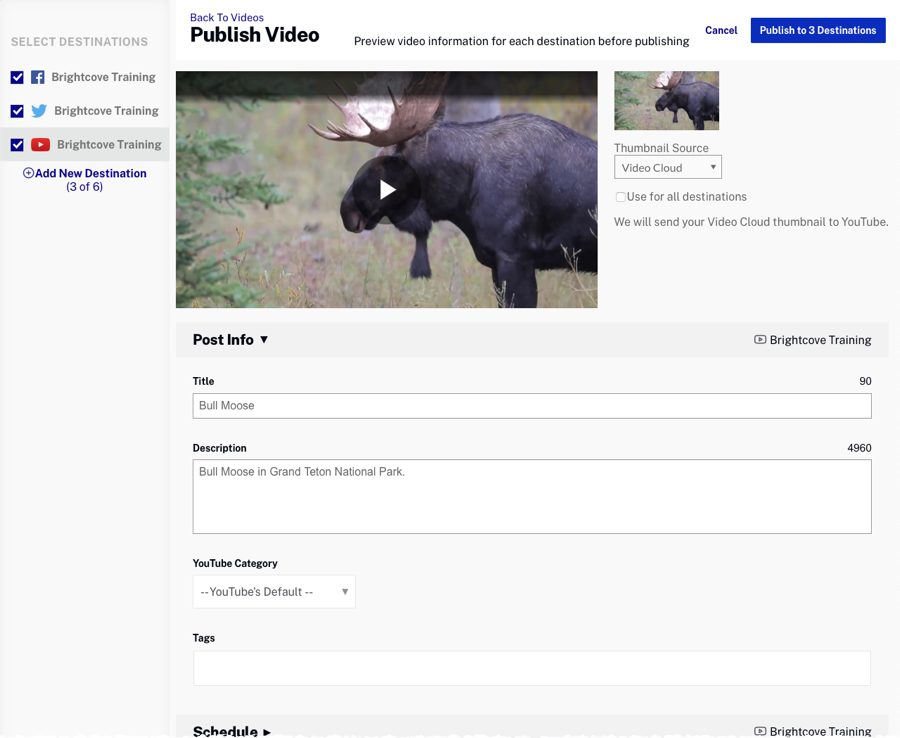 SELECT DESTINATIONS
Brightcove Training
Brightcove Training
Brightcove Training
Add New Destination
(3 of 6)
Back To Videos
Publish Video
Preview video information for each destination before publishing
Cancel
Publish to 3 Destinations
Thumbnail Source
Video Cloud
Use for all destinations
We will send your Video Cloud thumbnail to YouTube.
Post Info
Brightcove Training
Title
90
Bull Moose
Description
4960
Bull Moose in Grand Teton National Park.
YouTube Category
-- YouTube's Default --
Tags
Schedule
Brightcove Training